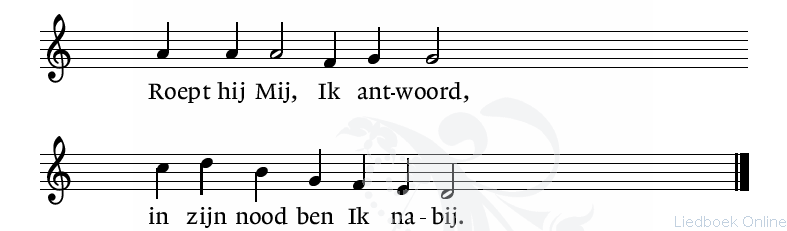 Roept hij Mij, Ik ant-woord,
in zijn nood ben Ik na-bij.
Liedboek Online